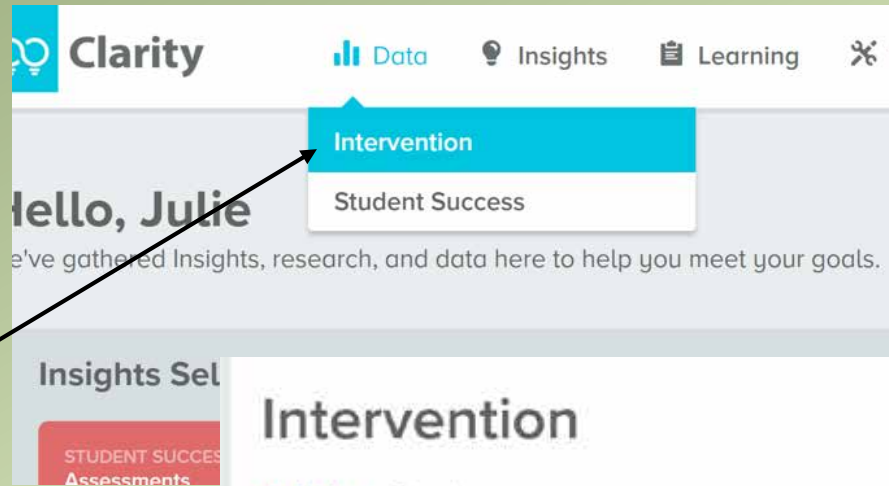 Clarity Data Insights Learning
Intervention
Student Success
Hello, Julie
e've gathered Insights, research, and data here to help you meet your goals.
Insights Sel
Intervention
STUDENT SUCCES
Assessments